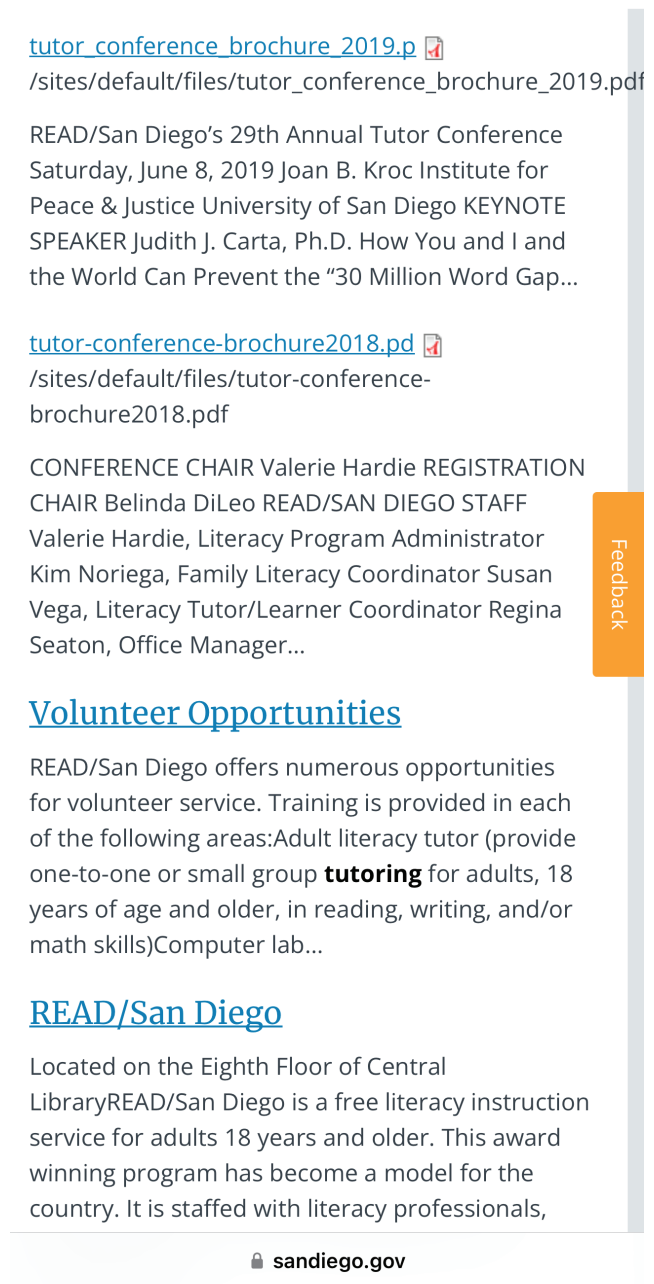 tutor_conference_brochure_2019.p
/sites/default/files/tutor_conference_brochure_2019.pdf
READ/San Diego’s 29th Annual Tutor Conference
Saturday, June 8, 2019 Joan B. Kroc Institute for
Peace & Justice University of San Diego KEYNOTE
SPEAKER Judith J. Carta, Ph.D. How You and I and
the World Can Prevent the “30 Million Word Gap...
tutor-conference-brochure2018.pd
/sites/default/files/tutor-conference-
brochure2018.pdf
CONFERENCE CHAIR Valerie Hardie REGISTRATION
CHAIR Belinda DiLeo READ/SAN DIEGO STAFF
Valerie Hardie, Literacy Program Administrator
Kim Noriega, Family Literacy Coordinator Susan
Vega, Literacy Tutor/Learner Coordinator Regina
Seaton, Office Manager...
Feedback
Volunteer Opportunities
READ/San Diego offers numerous opportunities
for volunteer service. Training is provided in each
of the following areas:Adult literacy tutor (provide
one-to-one or small group tutoring for adults, 18
years of age and older, in reading, writing, and/or
math skills)Computer lab...
READ/San Diego
Located on the Eighth Floor of Central
LibraryREAD/San Diego is a free literacy instruction
service for adults 18 years and older. This award
winning program has become a model for the
country. It is staffed with literacy professionals,
sandiego.gov